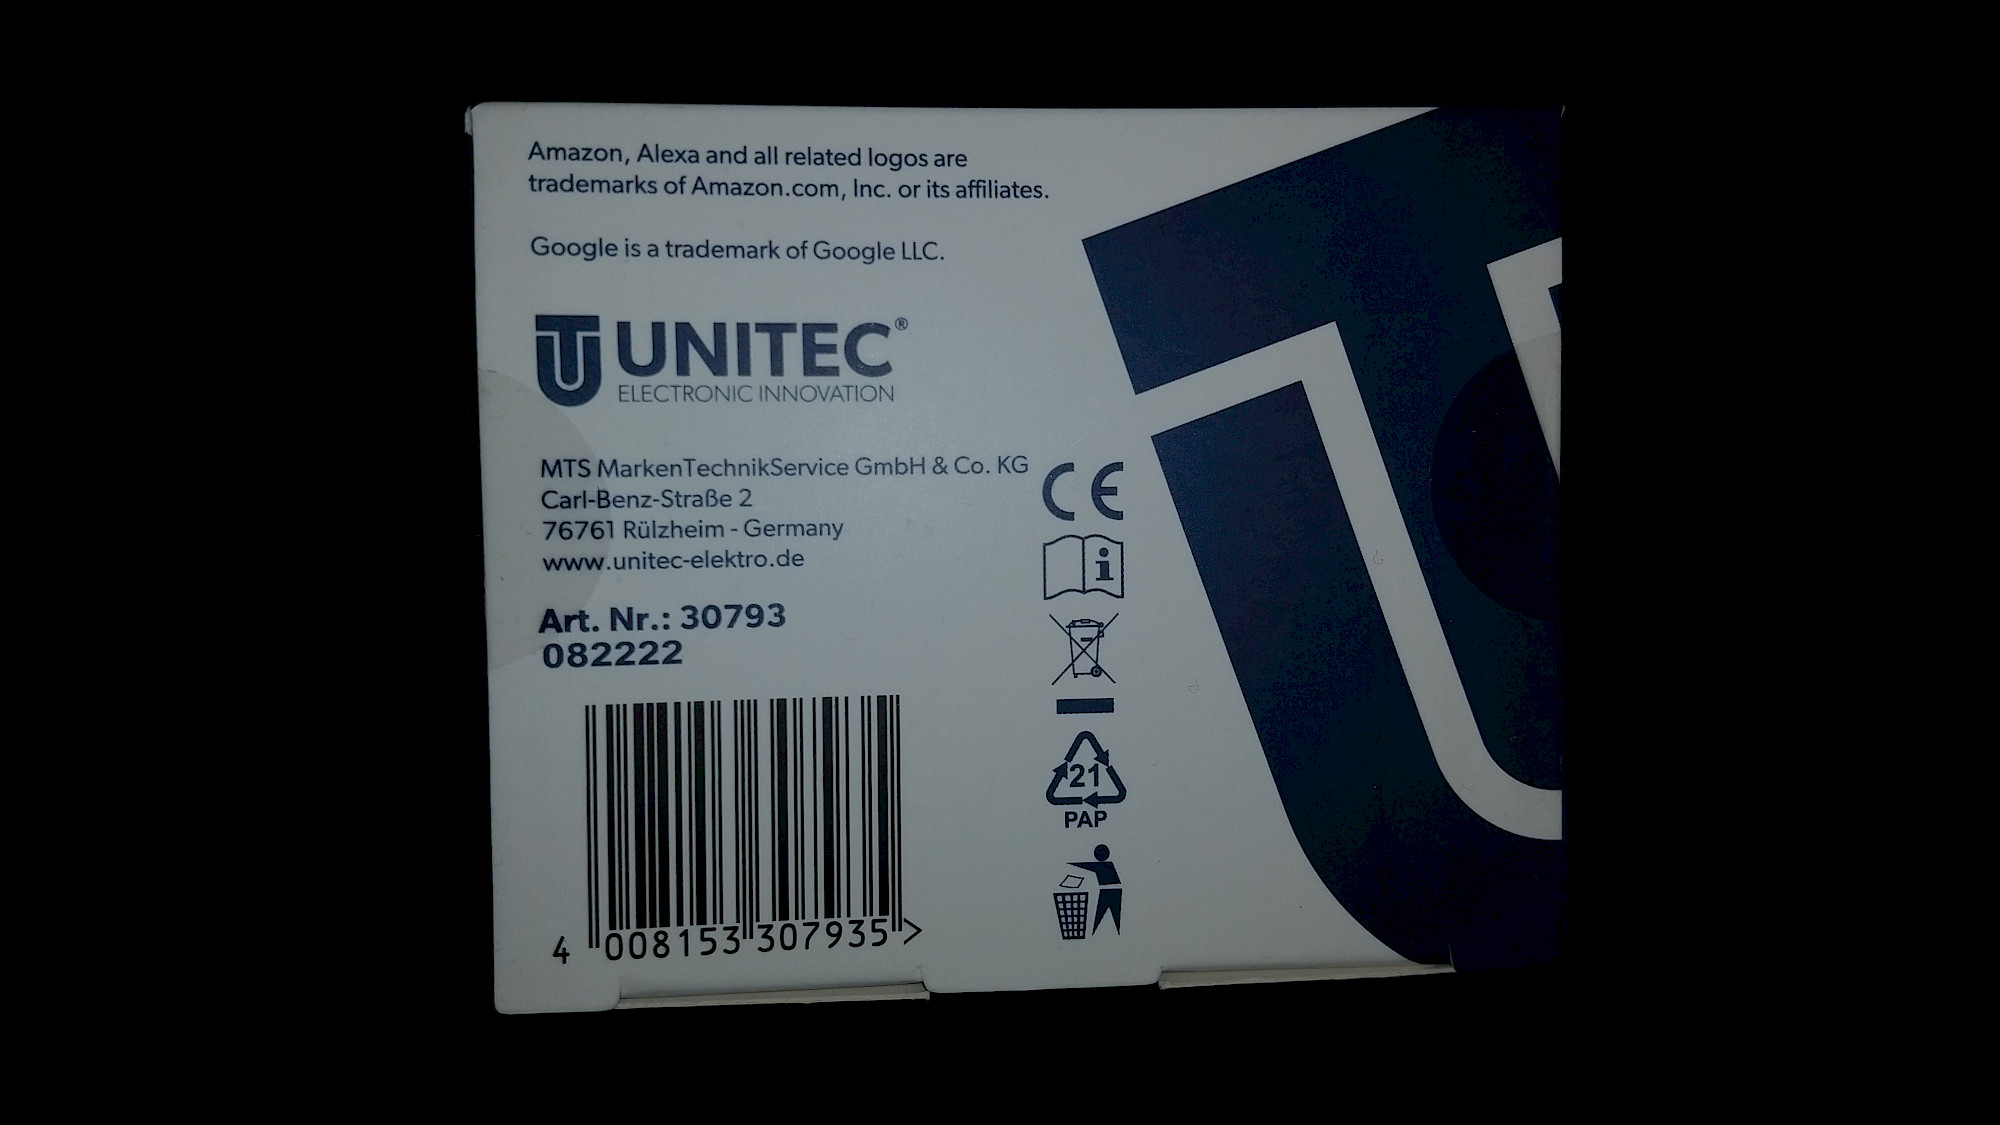 Amazon, Alexa and all related logos are
trademarks of Amazon.com, Inc. or its affiliates.
Google is a trademark of Google LLC.
UNITEC®
ELECTRONIC INNOVATION
MTS MarkenTechnikService GmbH & Co. KG
Carl-Benz-Straße 2
76761 Rülzheim - Germany
www.unitec-elektro.de
Art. Nr.: 30793
082222
4 008153 307935 >
CE
i
21
PAP